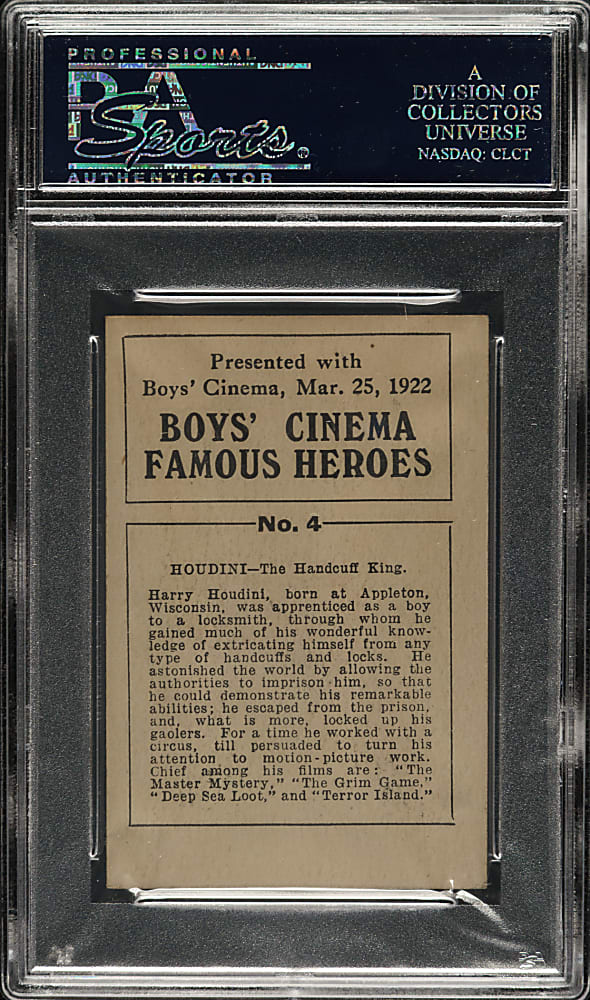 PROFESSIONAL
PSA
Sports®
AUTHENTICATOR
A
DIVISION OF
COLLECTORS
UNIVERSE
NASDAQ: CLCT
Presented with
Boys' Cinema, Mar. 25, 1922
BOYS' CINEMA
FAMOUS HEROES
No. 4
HOUDINI—The Handcuff King.
Harry Houdini, born at Appleton,
Wisconsin, was apprenticed as a boy
to a locksmith, through whom he
gained much of his wonderful know-
ledge of extricating himself from any
type of handcuffs and locks. He
astonished the world by allowing the
authorities to imprison him, so that
he could demonstrate his remarkable
abilities; he escaped from the prison,
and, what is more, locked up his
gaolers. For a time he worked with a
circus, till persuaded to turn his
attention to motion-picture work.
Chief among his films are: "The
Master Mystery," "The Grim Game,"
"Deep Sea Loot," and "Terror Island."
PSA